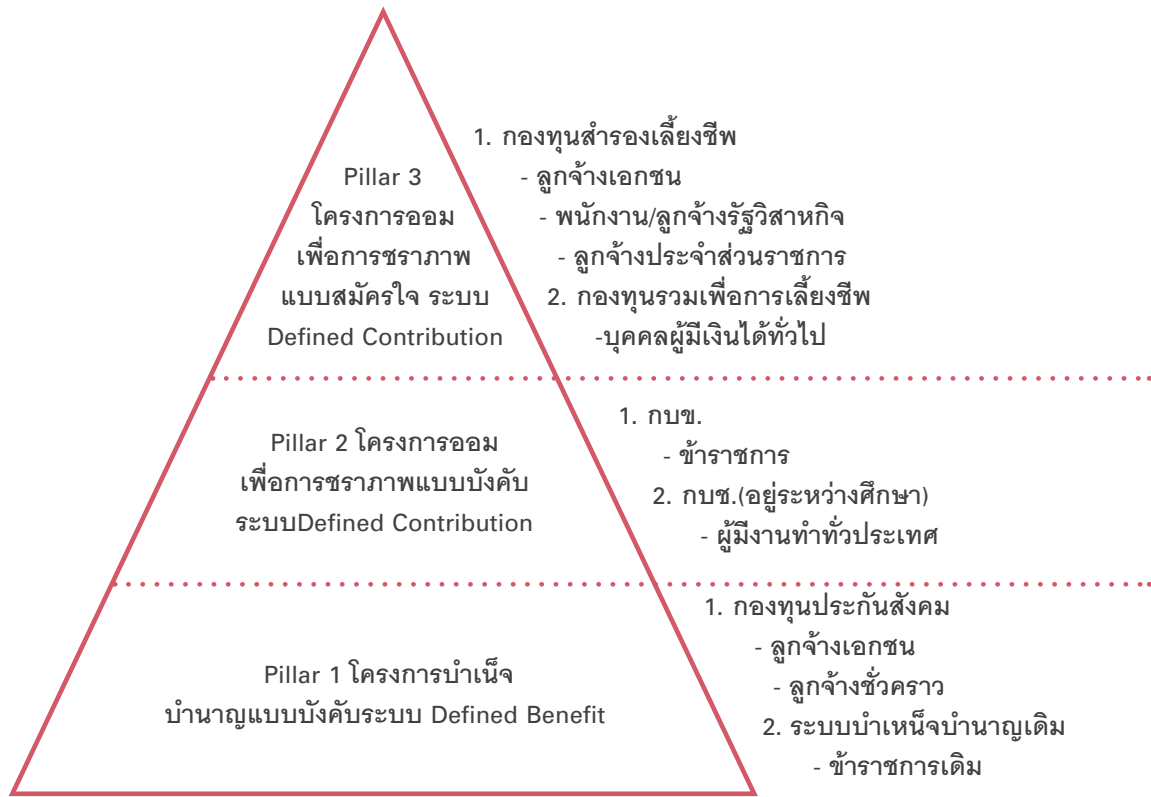 Pillar 3
โครงการออม
เพื่อการชราภาพ
แบบสมัครใจ ระบบ
Defined Contribution
1. กองทุนสำรองเลี้ยงชีพ
- ลูกจ้างเอกชน
- พนักงาน/ลูกจ้างรัฐวิสาหกิจ
- ลูกจ้างประจำส่วนราชการ
2. กองทุนรวมเพื่อการเลี้ยงชีพ
-บุคคลผู้มีเงินได้ทั่วไป
Pillar 2 โครงการออม
เพื่อการชราภาพแบบบังคับ
ระบบDefined Contribution
1. กบข.
- ข้าราชการ
2. กบช.(อยู่ระหว่างศึกษา)
- ผู้มีงานทำทั่วประเทศ
Pillar 1 โครงการบำเน็จ
บำนาญแบบบังคับระบบ Defined Benefit
1. กองทุนประกันสังคม
- ลูกจ้างเอกชน
- ลูกจ้างชั่วคราว
2. ระบบบำเหน็จบำนาญเดิม
- ข้าราชการเดิม